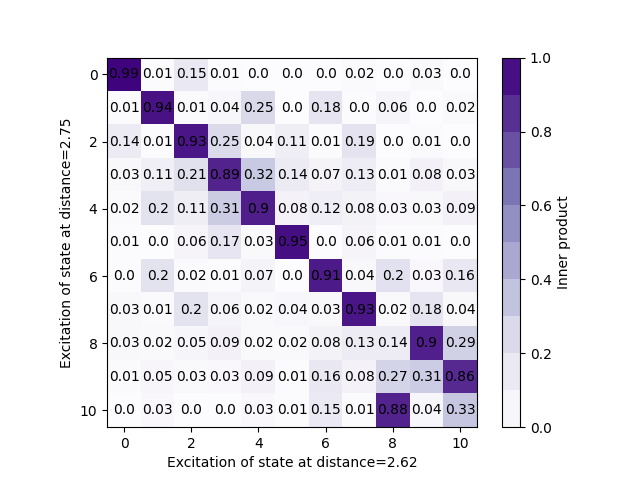 1.0
0 0.99 0.01 0.15 0.01 0.0 0.0 0.0 0.02 0.0 0.03 0.0
0.01 0.94 0.01 0.04 0.25 0.0 0.18 0.0 0.06 0.0 0.02
0.8
2 0.14 0.01 0.93 0.25 0.04 0.11 0.01 0.19 0.0 0.01 0.0
0.03 0.11 0.21 0.89 0.32 0.14 0.07 0.13 0.01 0.08 0.03
0.6
4 0.02 0.2 0.11 0.31 0.9 0.08 0.12 0.08 0.03 0.03 0.09
0.01 0.0 0.06 0.17 0.03 0.95 0.0 0.06 0.01 0.01 0.0
0.4
6 0.0 0.2 0.02 0.01 0.07 0.0 0.91 0.04 0.2 0.03 0.16
0.03 0.01 0.2 0.06 0.02 0.04 0.03 0.93 0.02 0.18 0.04
0.2
8 0.03 0.02 0.05 0.09 0.02 0.02 0.08 0.13 0.14 0.9 0.29
0.01 0.05 0.03 0.03 0.09 0.01 0.16 0.08 0.27 0.31 0.86
10 0.0 0.03 0.0 0.0 0.03 0.01 0.15 0.01 0.88 0.04 0.33
0.0
0 2 4 6 8 10
Excitation of state at distance=2.62
Excitation of state at distance=2.75
Inner product